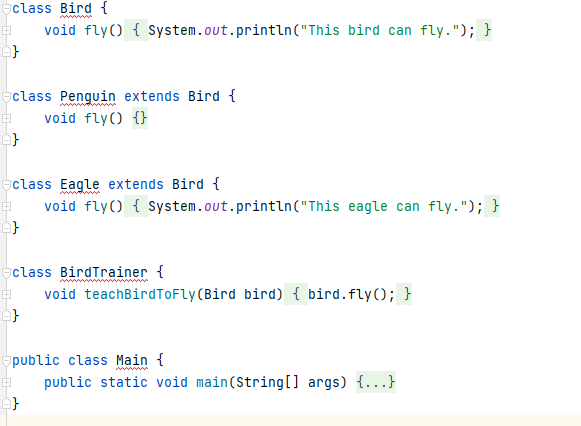 class Bird {
    void fly() { System.out.println("This bird can fly."); }
}
class Penguin extends Bird {
    void fly() {}
}
class Eagle extends Bird {
    void fly() { System.out.println("This eagle can fly."); }
}
class BirdTrainer {
    void teachBirdToFly(Bird bird) { bird.fly(); }
}
public class Main {
    public static void main(String[] args) {...}
}